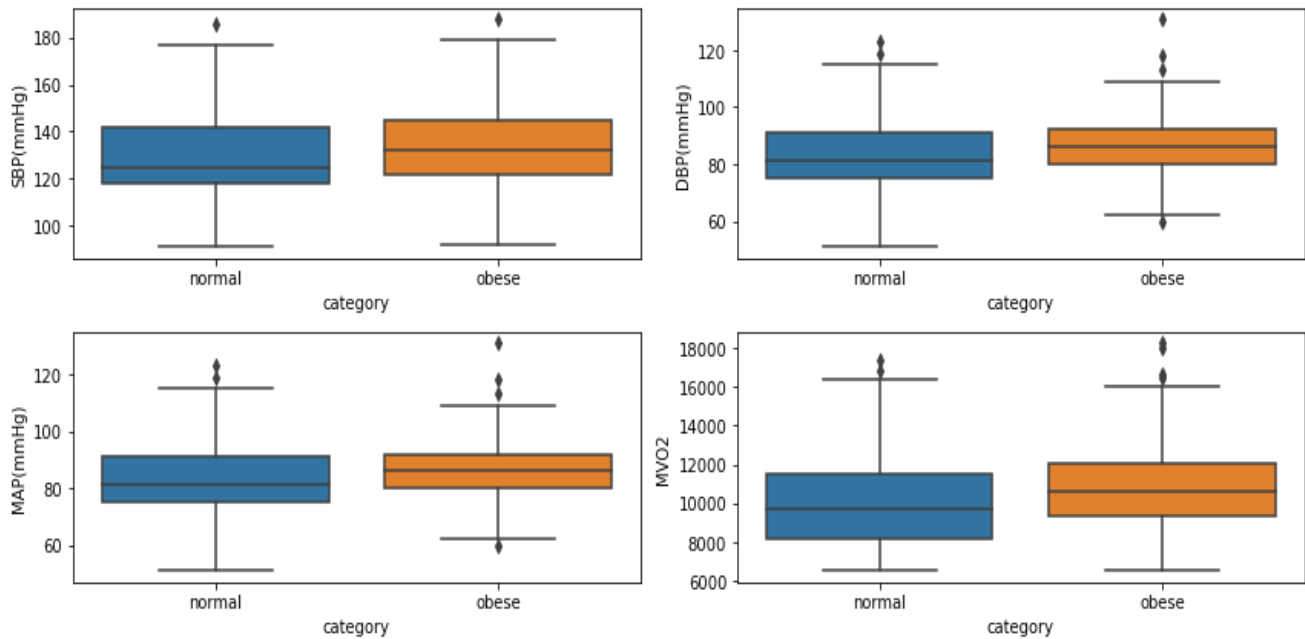 SBP(mmHg)
180
160
140
120
100
normal
obese
category
DBP(mmHg)
120
100
80
60
normal
obese
category
MAP(mmHg)
120
100
80
60
normal
obese
category
MVO2
18000
16000
14000
12000
10000
8000
6000
normal
obese
category